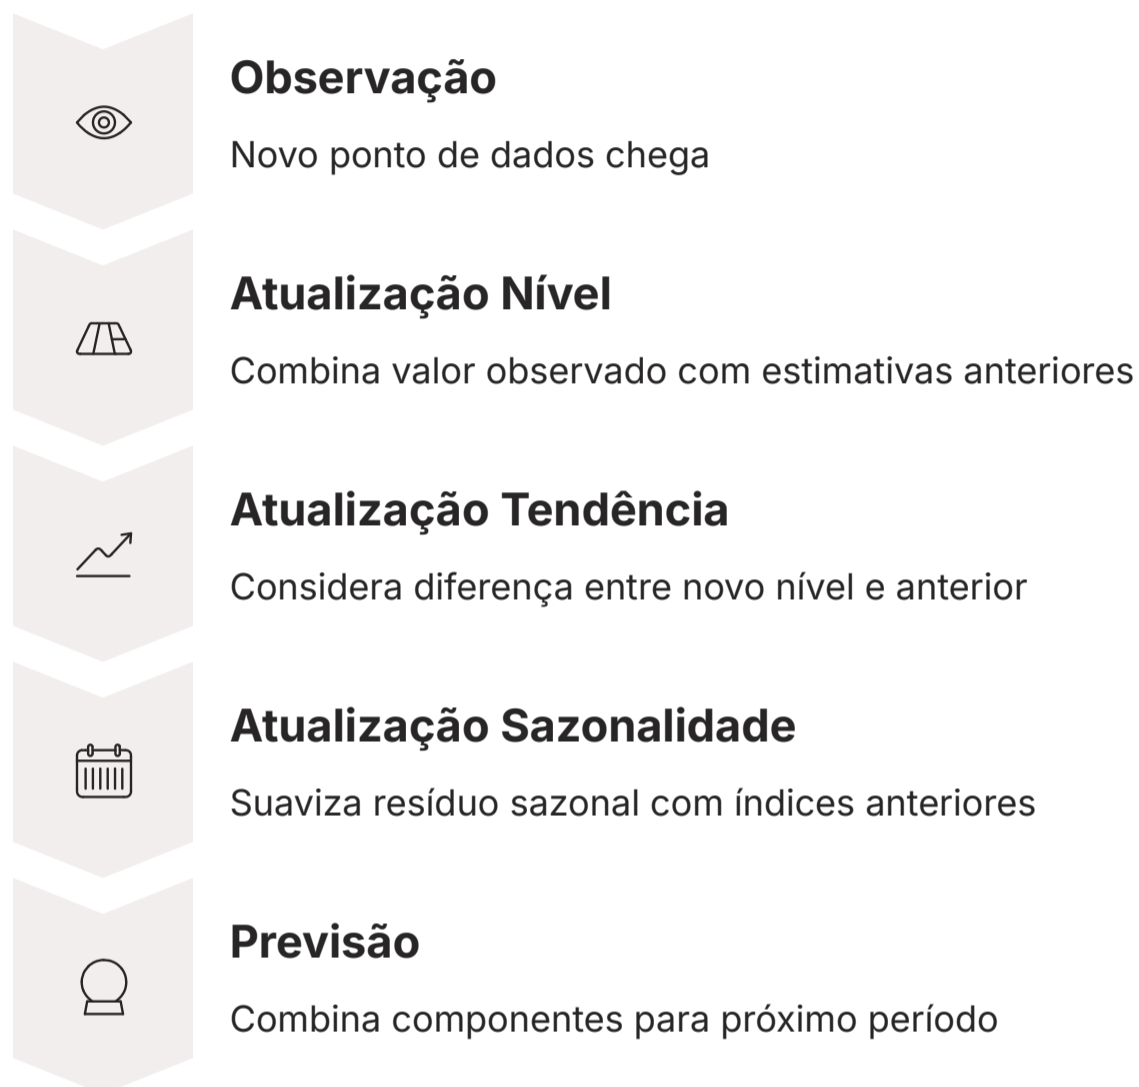 Observação
Novo ponto de dados chega
Atualização Nível
Combina valor observado com estimativas anteriores
Atualização Tendência
Considera diferença entre novo nível e anterior
Atualização Sazonalidade
Suaviza resíduo sazonal com índices anteriores
Previsão
Combina componentes para próximo período